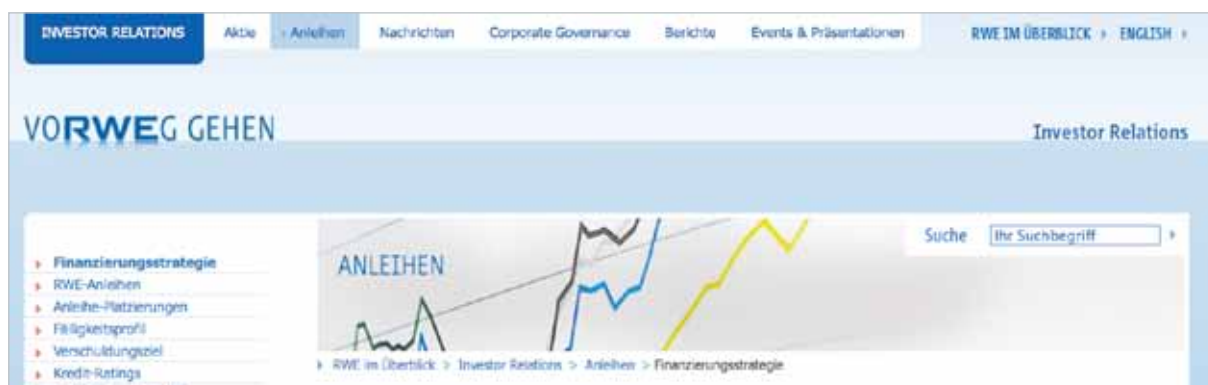 INVESTOR RELATIONS Aktie › Anleihen Nachrichten Corporate Governance Berichte Events & Präsentationen RWE IM ÜBERBLICK › ENGLISH ›
VORWEG GEHEN
Investor Relations
Suche Ihr Suchbegriff
ANLEIHEN
Finanzierungsstrategie
RWE-Anleihen
Anleihe-Platzierungen
Fälligkeitsprofil
Verschuldungsziel
Kredit-Ratings
RWE im Überblick > Investor Relations > Anleihen > Finanzierungsstrategie